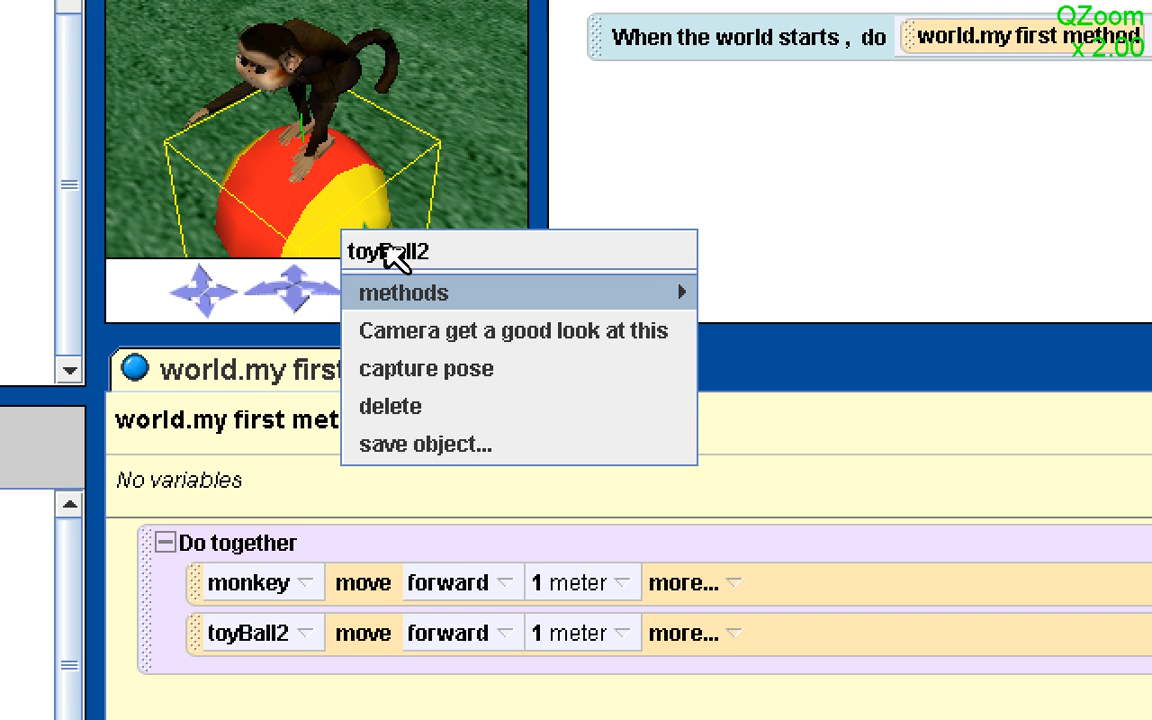 QZoom
x 2.00
When the world starts , do world.my first method
toyBall2
methods
Camera get a good look at this
capture pose
delete
save object...
world.my first
world.my first met
No variables
Do together
monkey move forward 1 meter more...
toyBall2 move forward 1 meter more...